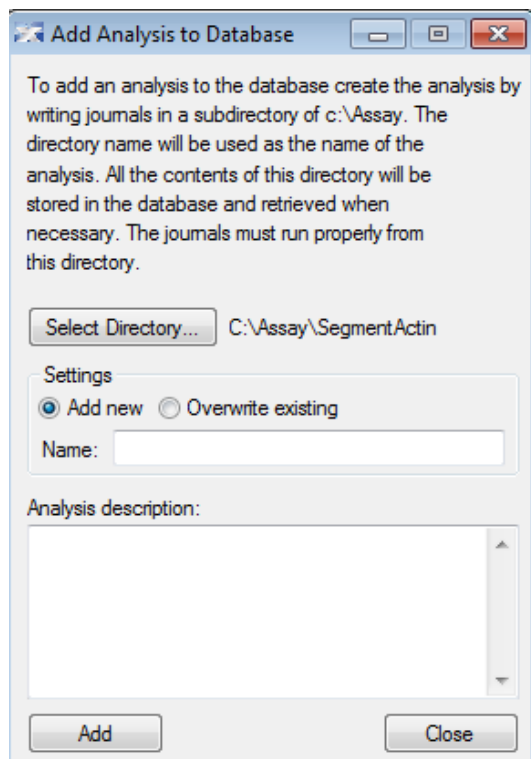 Add Analysis to Database
To add an analysis to the database create the analysis by
writing journals in a subdirectory of c:\Assay. The
directory name will be used as the name of the
analysis. All the contents of this directory will be
stored in the database and retrieved when
necessary. The journals must run properly from
this directory.
Select Directory... C:\Assay\SegmentActin
Settings
Add new Overwrite existing
Name:
Analysis description:
Add Close